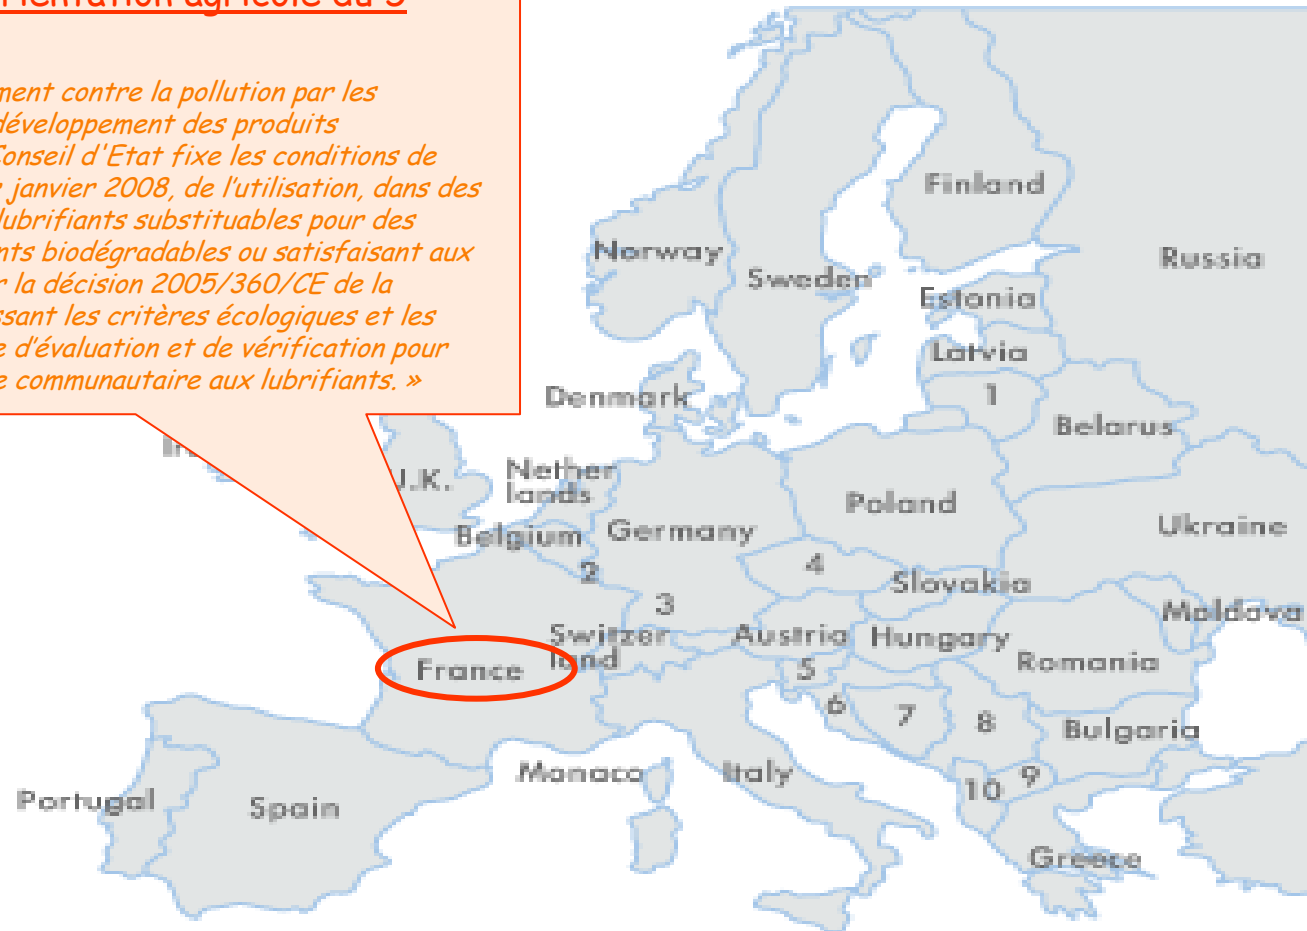 rientation agricole du 5
ment contre la pollution par les
développement des produits
Conseil d'Etat fixe les conditions de
janvier 2008, de l'utilisation, dans des
lubrifiants substituables pour des
nts biodégradables ou satisfaisant aux
r la décision 2005/360/CE de la
ssant les critères écologiques et les
e d'évaluation et de vérification pour
e communautaire aux lubrifiants. »
Finland
Norway
Sweden
Russia
Estonia
Latvia
1
Denmark
Belarus
U.K.
Nether
lands
Poland
Belgium
Germany
Ukraine
2
4
Slovakia
3
Moldova
Switzer
land
Austria
Hungary
Romania
France
5
6
7
8
Bulgaria
Monaco
Italy
9
10
Portugal
Spain
Greece